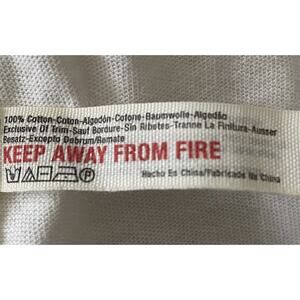 100% Cotton-Coton-Algodón-Cotone-Baumwolle-Algodão
Exclusive Of Trim-Sauf Bordure-Sin Ribetes-Tranne La Finitura-Ausser
Besatz-Excepto Debrum/Remate
KEEP AWAY FROM FIRE
Hecho En China/Fabricado Na China